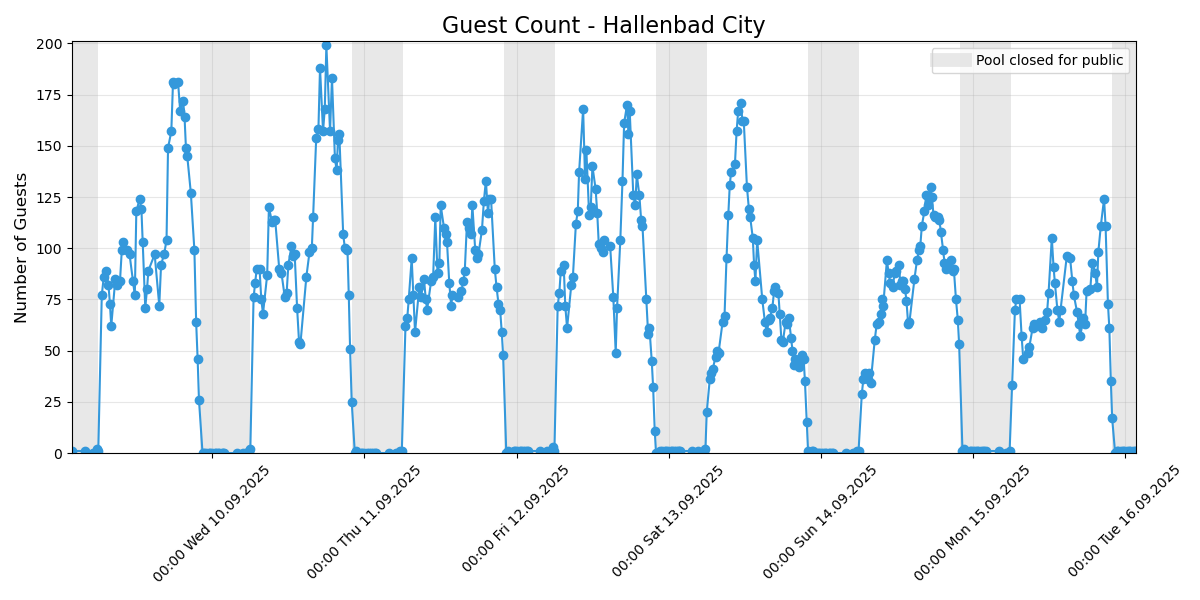 Guest Count - Hallenbad City
Pool closed for public
Number of Guests
200
175
150
125
100
75
50
25
0
00:00 Wed 10.09.2025
00:00 Thu 11.09.2025
00:00 Fri 12.09.2025
00:00 Sat 13.09.2025
00:00 Sun 14.09.2025
00:00 Mon 15.09.2025
00:00 Tue 16.09.2025